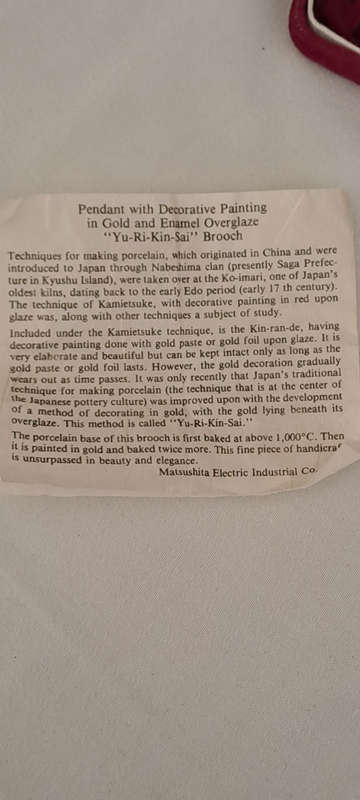 Pendant with Decorative Painting
in Gold and Enamel Overglaze
"Yu-Ri-Kin-Sai" Brooch
Techniques for making porcelain, which originated in China and were
introduced to Japan through Nabeshima clan (presently Saga Prefec-
ture in Kyushu Island), were taken over at the Ko-imari, one of Japan's
oldest kilns, dating back to the early Edo period (early 17 th century).
The technique of Kamietsuke, with decorative painting in red upon
glaze was, along with other techniques a subject of study.
Included under the Kamietsuke technique, is the Kin-ran-de, having
decorative painting done with gold paste or gold foil upon glaze. It is
very elaborate and beautiful but can be kept intact only as long as the
gold paste or gold foil lasts. However, the gold decoration gradually
wears out as time passes. It was only recently that Japan's traditional
technique for making porcelain (the technique that is at the center of
the Japanese pottery culture) was improved upon with the development
of a method of decorating in gold, with the gold lying beneath its
overglaze. This method is called "Yu-Ri-Kin-Sai."
The porcelain base of this brooch is first baked at above 1,000°C. Then
it is painted in gold and baked twice more. This fine piece of handicraf
is unsurpassed in beauty and elegance.
Matsushita Electric Industrial Co.